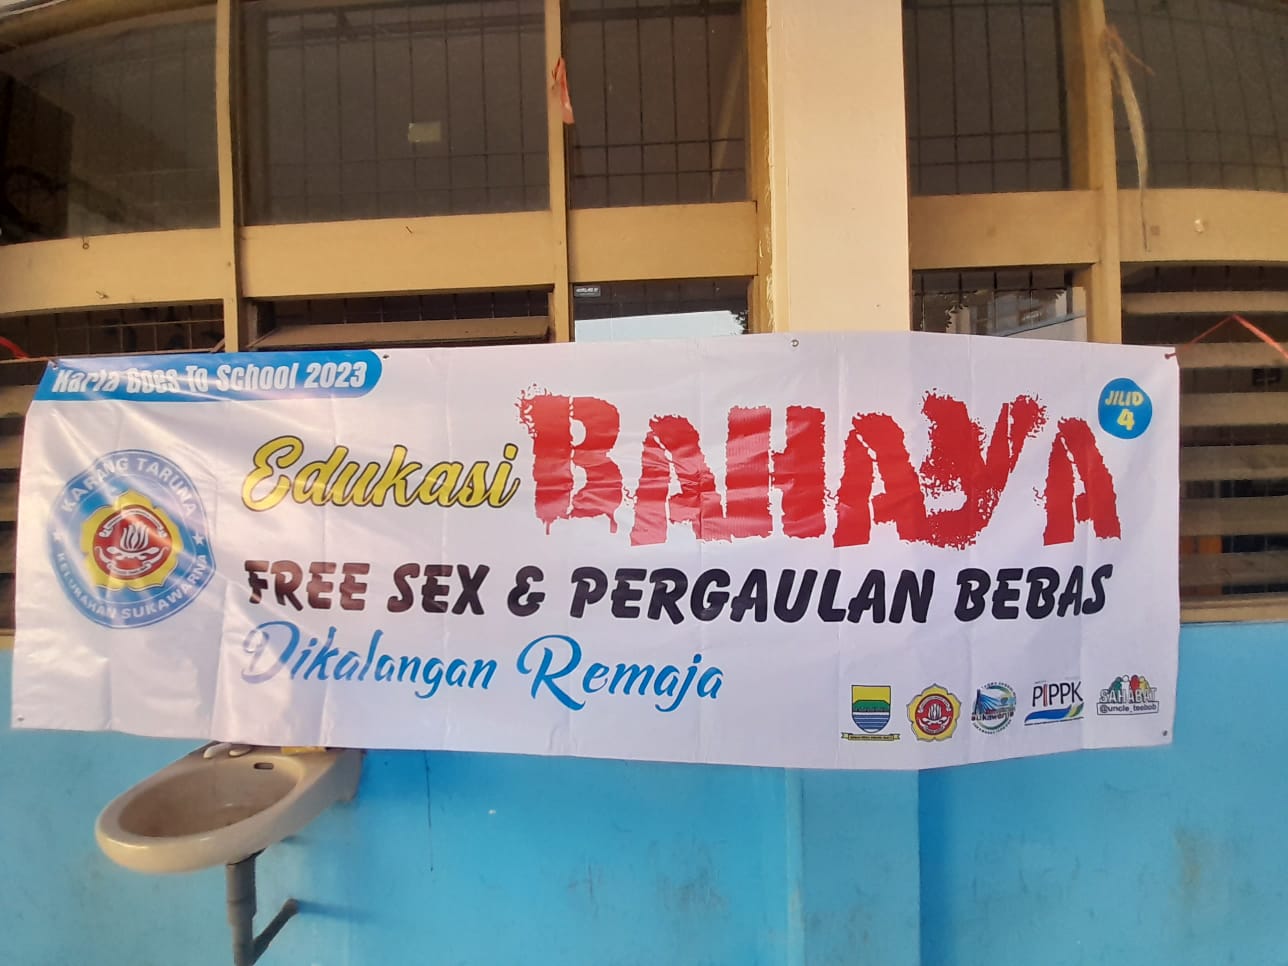 Karta Goes To School 2023
JILID
4
Edukasi BAHAYA
FREE SEX & PERGAULAN BEBAS
Dikalangan Remaja
KARANG TARUNA
KELURAHAN SUKAWARNA
PIPPK
SAHABAT
@uncle_teebob